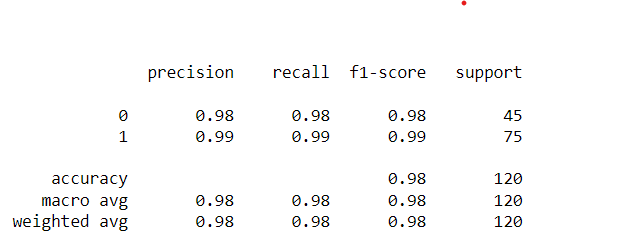 precision recall f1-score support
0 0.98 0.98 0.98 45
1 0.99 0.99 0.99 75
accuracy 0.98 120
macro avg 0.98 0.98 0.98 120
weighted avg 0.98 0.98 0.98 120